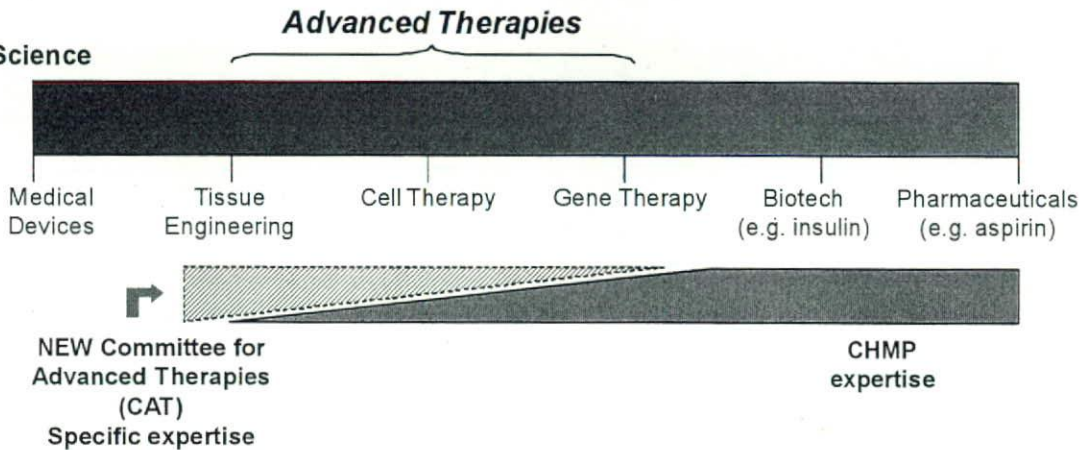 Advanced Therapies
Science
Medical
Devices
Tissue
Engineering
Cell Therapy
Gene Therapy
Biotech
(e.g. insulin)
Pharmaceuticals
(e.g. aspirin)
NEW Committee for
Advanced Therapies
(CAT)
Specific expertise
CHMP
expertise